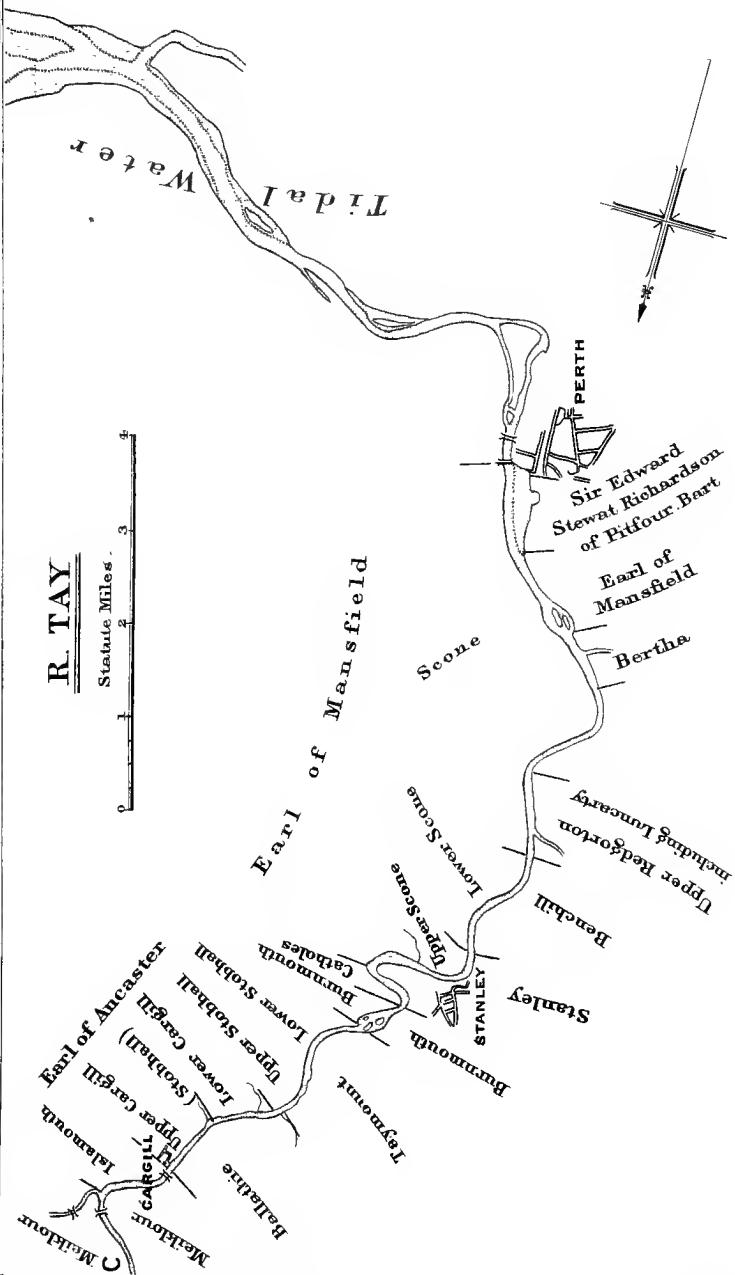 R. TAY
Statute Miles.
0 1 2 3 4
Tidal Water
PERTH
Sir Edward
Stewat Richardson
of Pitfour. Bart
Earl of
Mansfield
Bertha
Scone
Earl of Mansfield
Upper Redgorton
including Luncarty
Lower Scone
Benchill
Upper Scone
STANLEY
Stanley
Catholes
Burnmouth
Burnmouth
Lower Stobhall
Upper Stobhall
Taymount
Earl of Ancaster
Lower Cargill
(Stobhall)
Upper Cargill
Ballathie
CARGILL
Islamouth
Meiklour
Meiklour
C